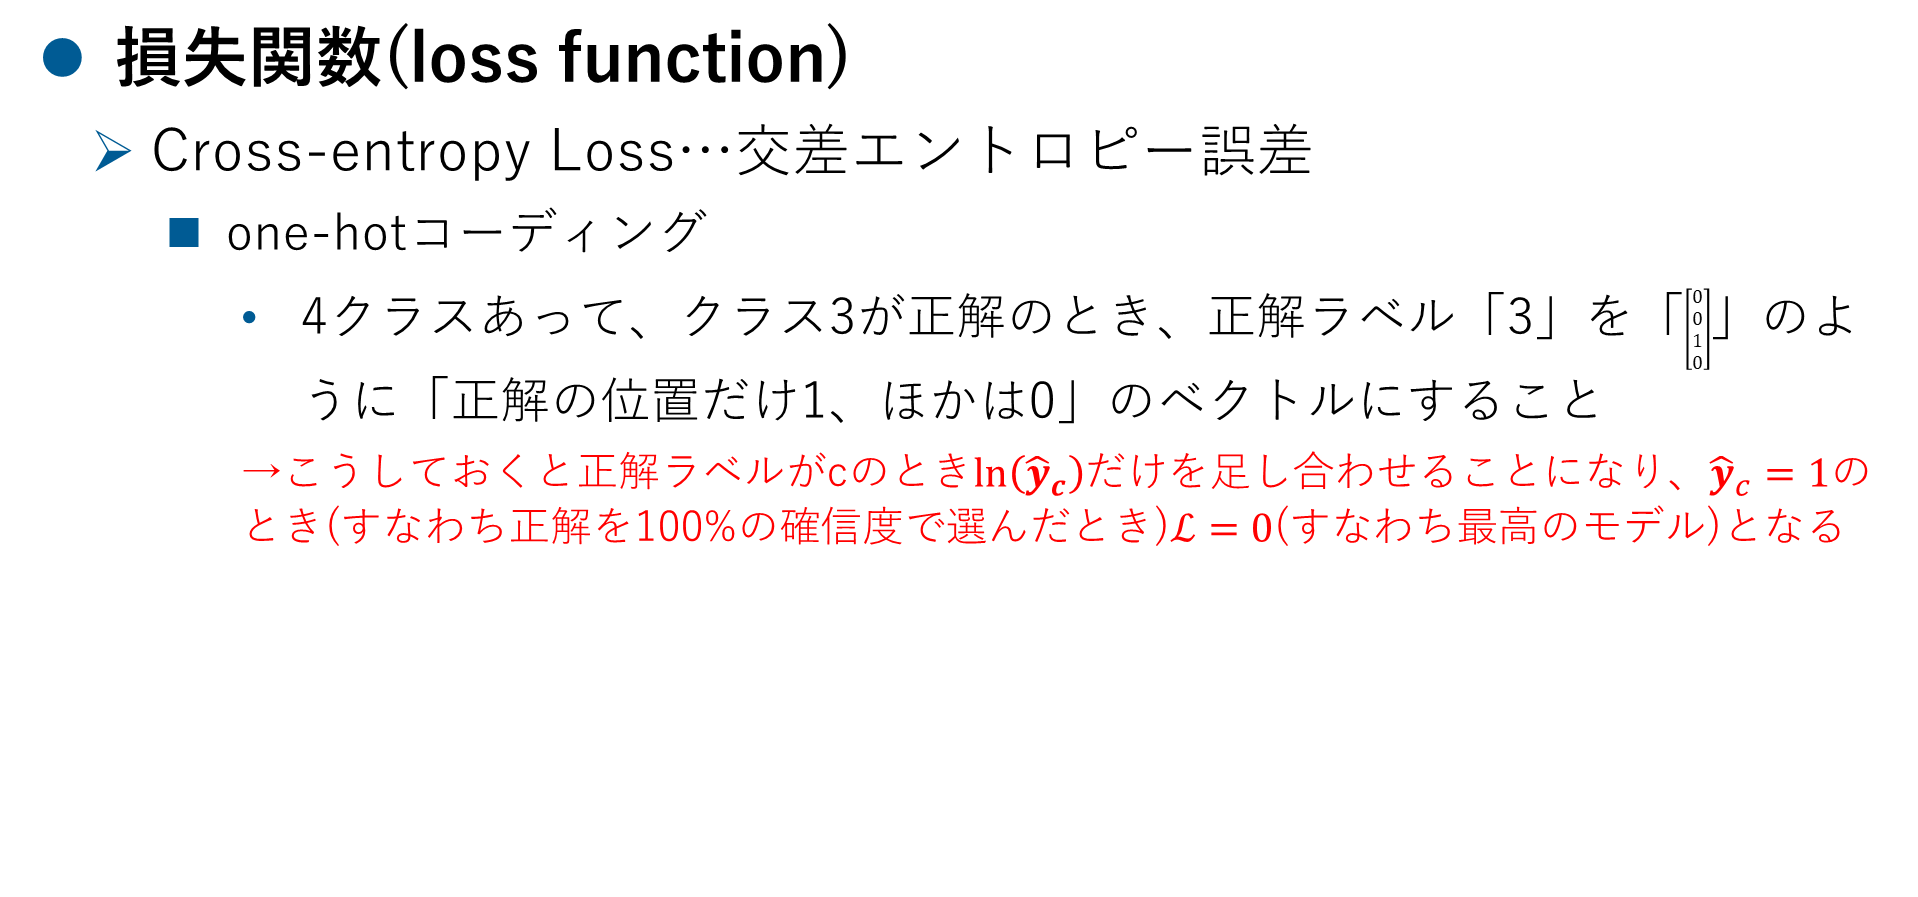 ● 損失関数(loss function)
➢ Cross-entropy Loss…交差エントロピー誤差
■ one-hotコーディング
• 4クラスあって、クラス3が正解のとき、正解ラベル「3」を「[0 0 1 0]」のよ
うに「正解の位置だけ1、ほかは0」のベクトルにすること
→こうしておくと正解ラベルがcのときln(ŷ_c)だけを足し合わせることになり、ŷ_c = 1の
とき(すなわち正解を100%の確信度で選んだとき)ℒ = 0(すなわち最高のモデル)となる